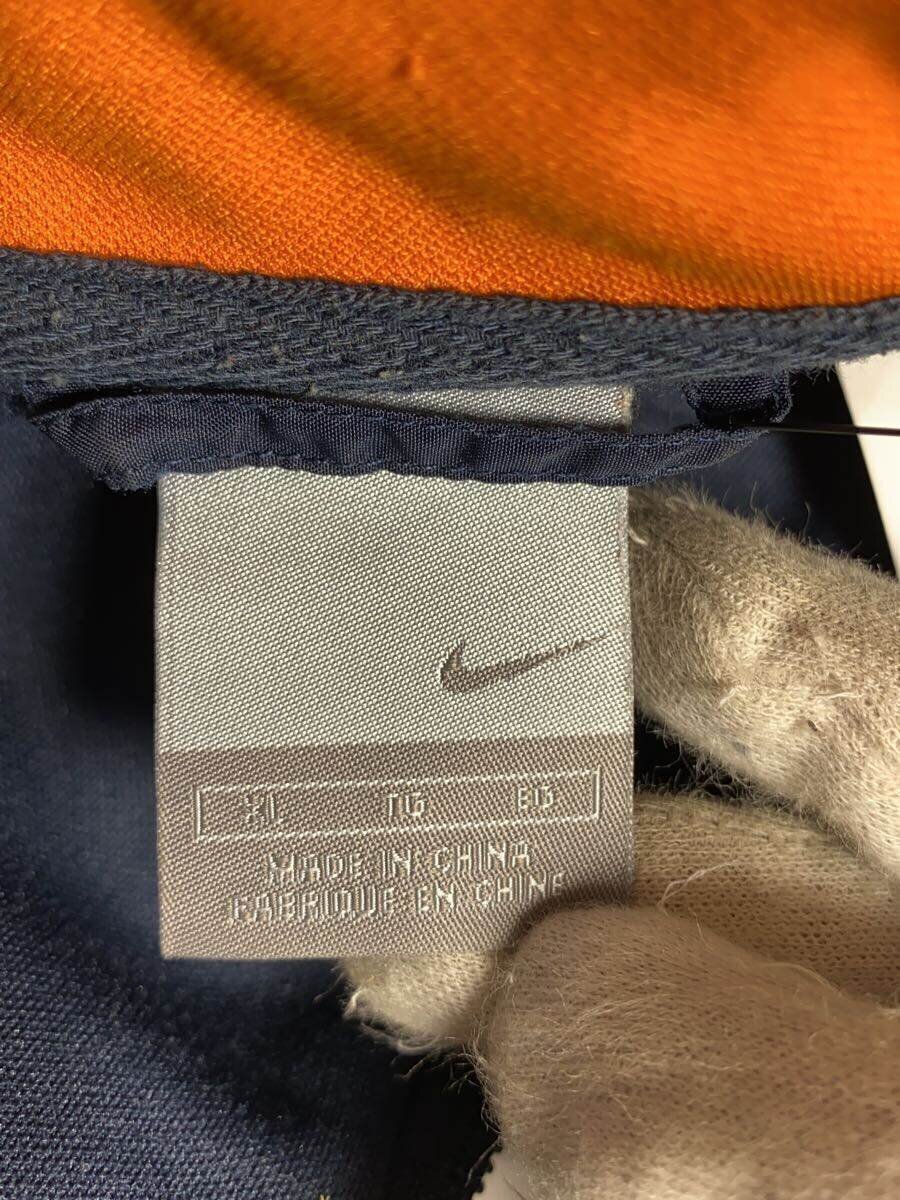 XL TG EG
MADE IN CHINA
FABRIQUE EN CHINE